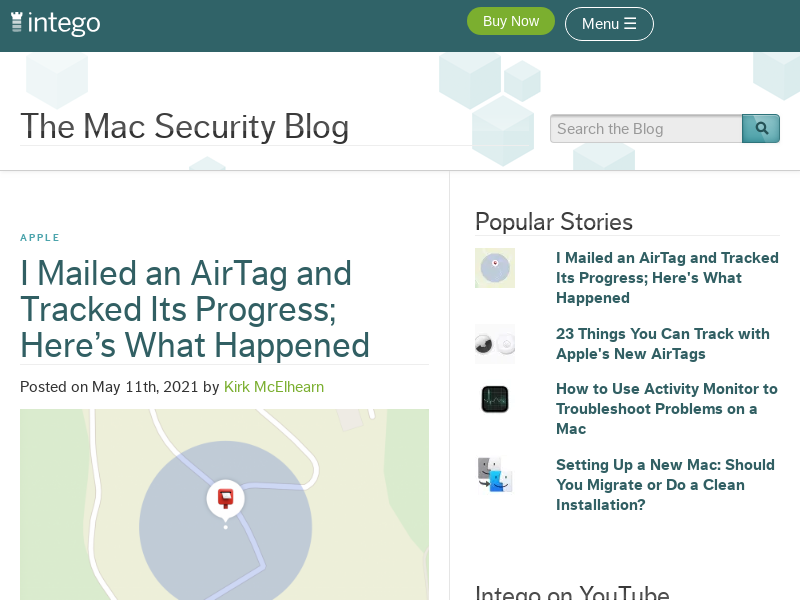 intego
Buy Now
Menu ☰
The Mac Security Blog
Search the Blog
APPLE
I Mailed an AirTag and
Tracked Its Progress;
Here’s What Happened
Posted on May 11th, 2021 by Kirk McElhearn
Popular Stories
I Mailed an AirTag and Tracked
Its Progress; Here's What
Happened
23 Things You Can Track with
Apple's New AirTags
How to Use Activity Monitor to
Troubleshoot Problems on a
Mac
Setting Up a New Mac: Should
You Migrate or Do a Clean
Installation?
Intego on YouTube